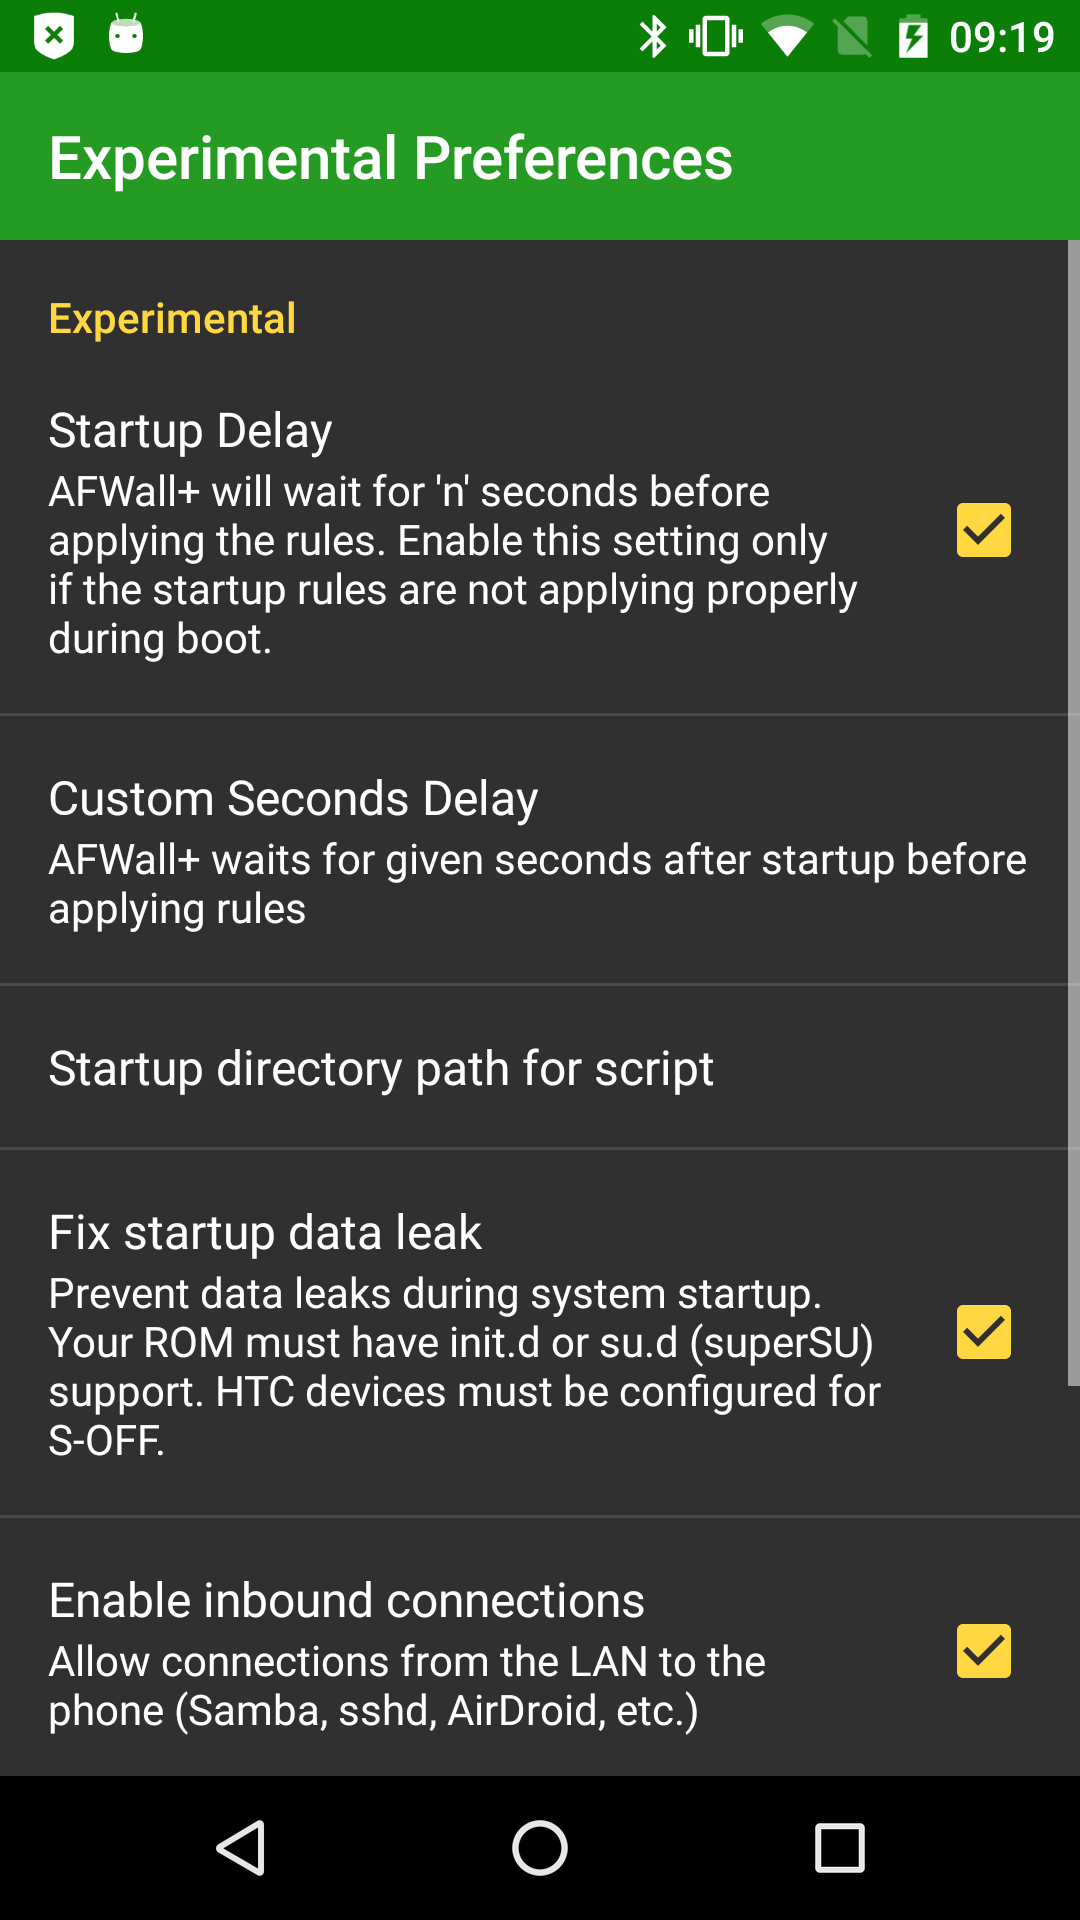 09:19
Experimental Preferences
Experimental
Startup Delay
AFWall+ will wait for 'n' seconds before
applying the rules. Enable this setting only
if the startup rules are not applying properly
during boot.
Custom Seconds Delay
AFWall+ waits for given seconds after startup before
applying rules
Startup directory path for script
Fix startup data leak
Prevent data leaks during system startup.
Your ROM must have init.d or su.d (superSU)
support. HTC devices must be configured for
S-OFF.
Enable inbound connections
Allow connections from the LAN to the
phone (Samba, sshd, AirDroid, etc.)